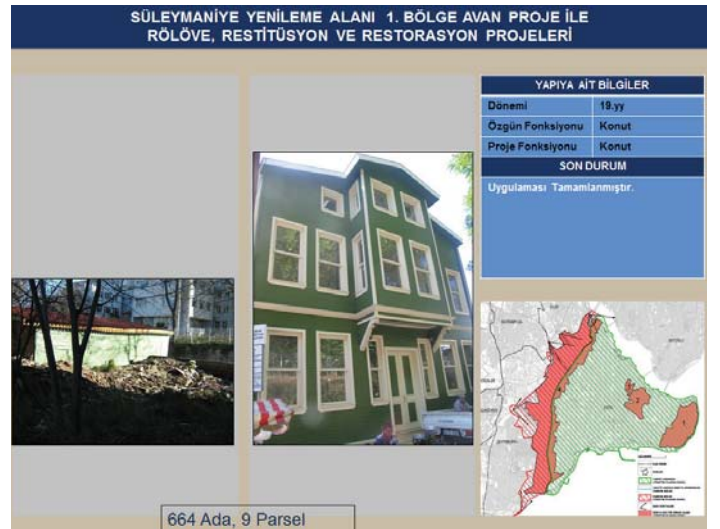 SÜLEYMANİYE YENİLEME ALANI 1. BÖLGE AVAN PROJE İLE
RÖLÖVE, RESTİTÜSYON VE RESTORASYON PROJELERİ
YAPIYA AİT BİLGİLER
Dönemi 19.yy
Özgün Fonksiyonu Konut
Proje Fonksiyonu Konut
SON DURUM
Uygulaması Tamamlanmıştır.
2
1
664 Ada, 9 Parsel